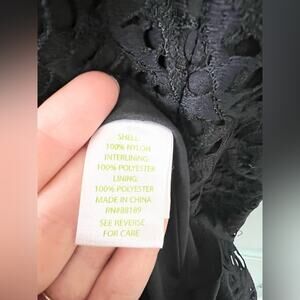 SHELL:
100% NYLON
INTERLINING:
100% POLYESTER
LINING:
100% POLYESTER
MADE IN CHINA
RN#88189
SEE REVERSE
FOR CARE